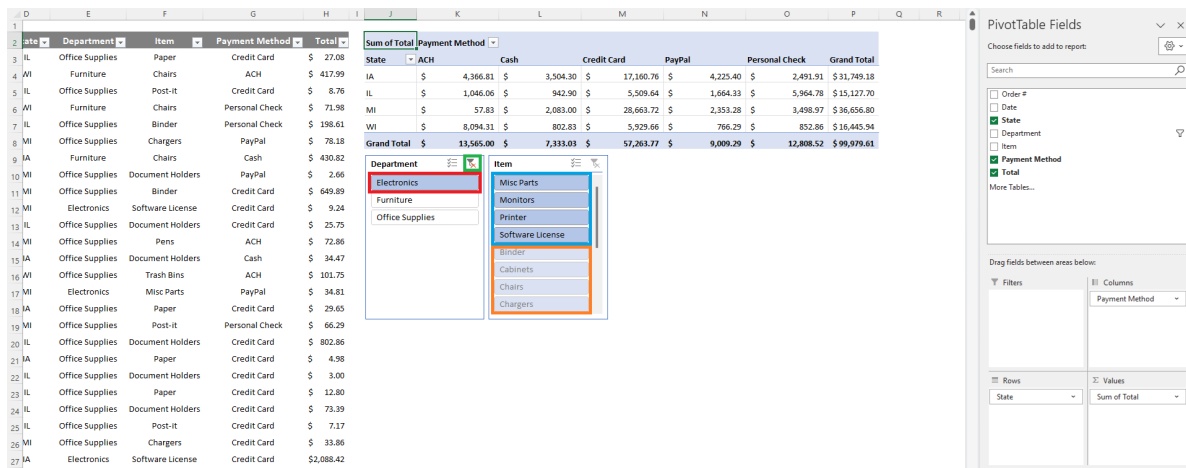 D E F G H I J K L M N O P Q R
1
2 tate Department Item Payment Method Total Sum of Total Payment Method
3 IL Office Supplies Paper Credit Card $ 27.08 State ACH Cash Credit Card PayPal Personal Check Grand Total
4 WI Furniture Chairs ACH $ 417.99 IA $ 4,366.81 $ 3,504.30 $ 17,160.76 $ 4,225.40 $ 2,491.91 $ 31,749.18
5 IL Office Supplies Post-it Credit Card $ 8.76 IL $ 1,046.06 $ 942.90 $ 5,509.64 $ 1,664.33 $ 5,964.78 $ 15,127.70
6 WI Furniture Chairs Personal Check $ 71.98 MI $ 57.83 $ 2,083.00 $ 28,663.72 $ 2,353.28 $ 3,498.97 $ 36,656.80
7 IL Office Supplies Binder Personal Check $ 198.61 WI $ 8,094.31 $ 802.83 $ 5,929.66 $ 766.29 $ 852.86 $ 16,445.94
8 MI Office Supplies Chargers PayPal $ 78.18 Grand Total $ 13,565.00 $ 7,333.03 $ 57,263.77 $ 9,009.29 $ 12,808.52 $ 99,979.61
9 IA Furniture Chairs Cash $ 430.82
10 MI Office Supplies Document Holders PayPal $ 2.66
11 MI Office Supplies Binder Credit Card $ 649.89
12 MI Electronics Software License Credit Card $ 9.24
13 IL Office Supplies Document Holders Credit Card $ 25.75
14 MI Office Supplies Pens ACH $ 72.86
15 IA Office Supplies Document Holders Cash $ 34.47
16 WI Office Supplies Trash Bins ACH $ 101.75
17 MI Electronics Misc Parts PayPal $ 34.81
18 IA Office Supplies Paper Credit Card $ 29.65
19 MI Office Supplies Post-it Personal Check $ 66.29
20 IL Office Supplies Document Holders Credit Card $ 802.86
21 IA Office Supplies Paper Credit Card $ 4.98
22 IL Office Supplies Document Holders Credit Card $ 3.00
23 IL Office Supplies Paper Credit Card $ 12.80
24 IL Office Supplies Document Holders Credit Card $ 73.39
25 IL Office Supplies Post-it Credit Card $ 7.17
26 MI Office Supplies Chargers Credit Card $ 33.86
27 IA Electronics Software License Credit Card $2,088.42
Department
Electronics
Furniture
Office Supplies
Item
Misc Parts
Monitors
Printer
Software License
Binder
Cabinets
Chairs
Chargers
PivotTable Fields
Choose fields to add to report:
Search
Order #
Date
State
Department
Item
Payment Method
Total
More Tables...
Drag fields between areas below:
Filters
Columns
Payment Method
Rows
State
Σ Values
Sum of Total